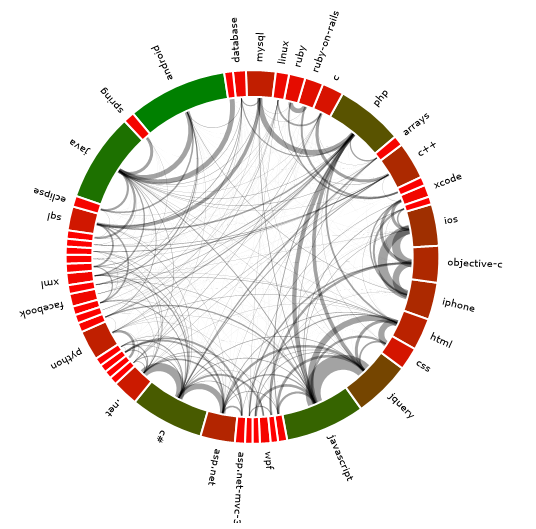 database
mysql
linux
ruby
ruby-on-rails
c
php
arrays
c++
xcode
ios
objective-c
iphone
html
css
jquery
javascript
wpf
asp.net-mvc-3
asp.net
c#
.net
python
facebook
xml
sql
eclipse
java
spring
android